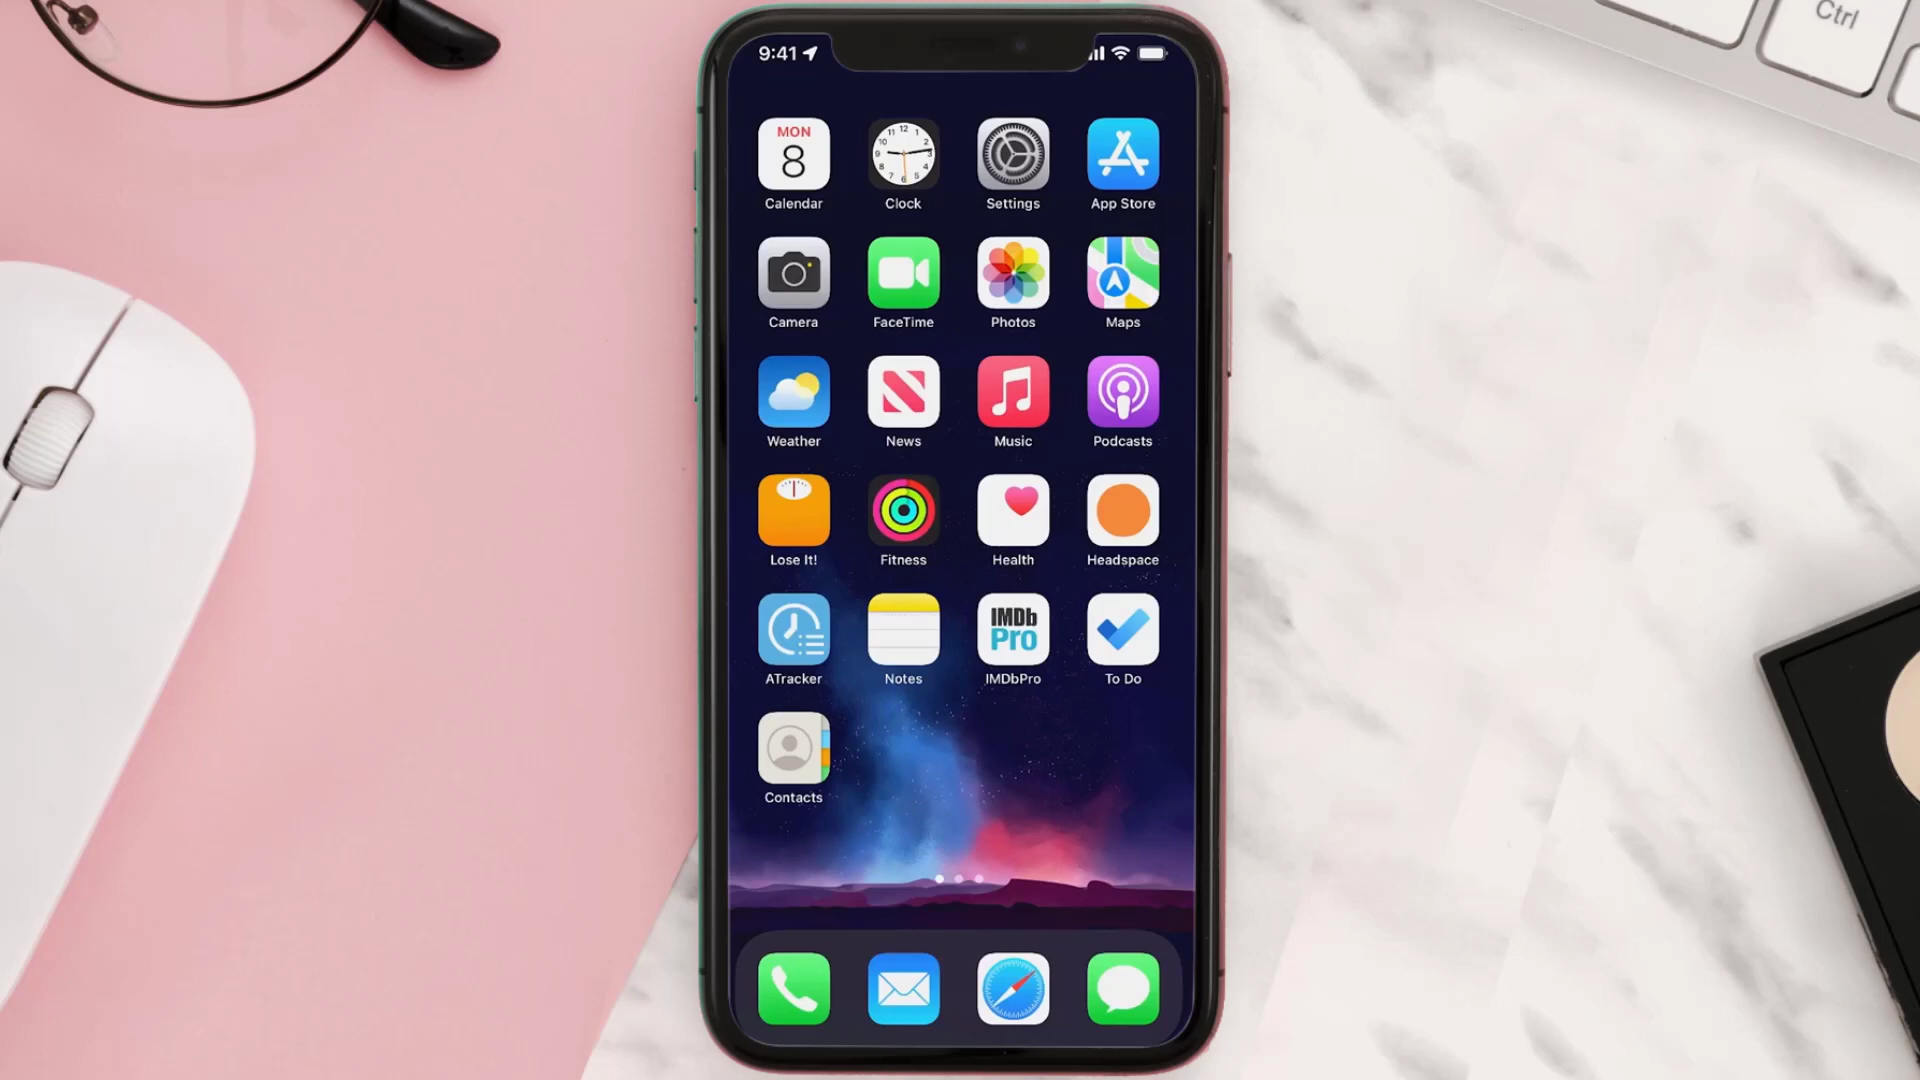 Ctrl
9:41
MON
8
Calendar
Clock
Settings
App Store
Camera
FaceTime
Photos
Maps
Weather
News
Music
Podcasts
Lose It!
Fitness
Health
Headspace
IMDb
Pro
ATracker
Notes
IMDbPro
To Do
Contacts